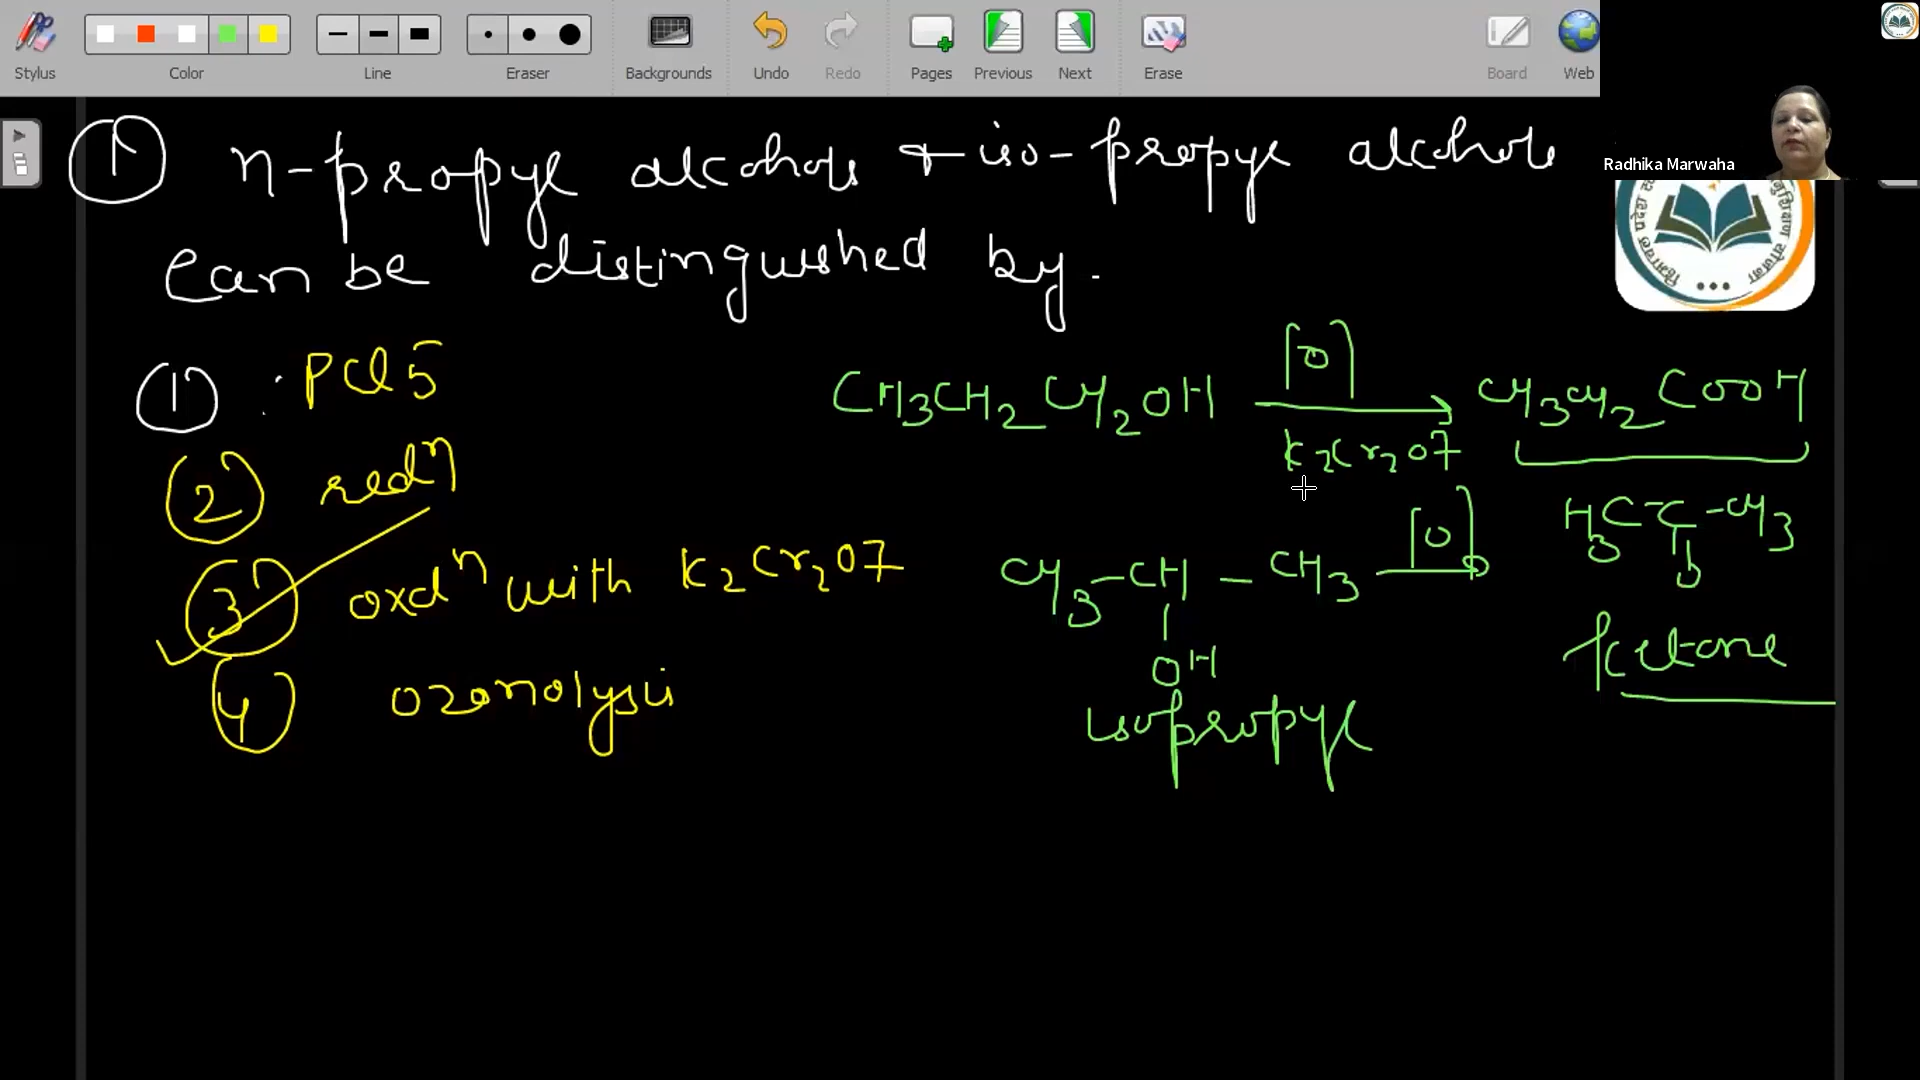 Stylus
Color
Line
Eraser
Backgrounds
Undo
Redo
Pages
Previous
Next
Erase
Board
Web
Radhika Marwaha
① n-propyl alcohols & iso-propyl alcohols
can be distinguished by.
① : PCl5
② redⁿ
③ oxdⁿ with K2Cr2O7
④ ozonolysis
CH3CH2CH2OH [O] CH3CH2COOH
K2Cr2O7
CH3-CH-CH3 [O] H3C-C-CH3
OH O
isopropyl
Ketone